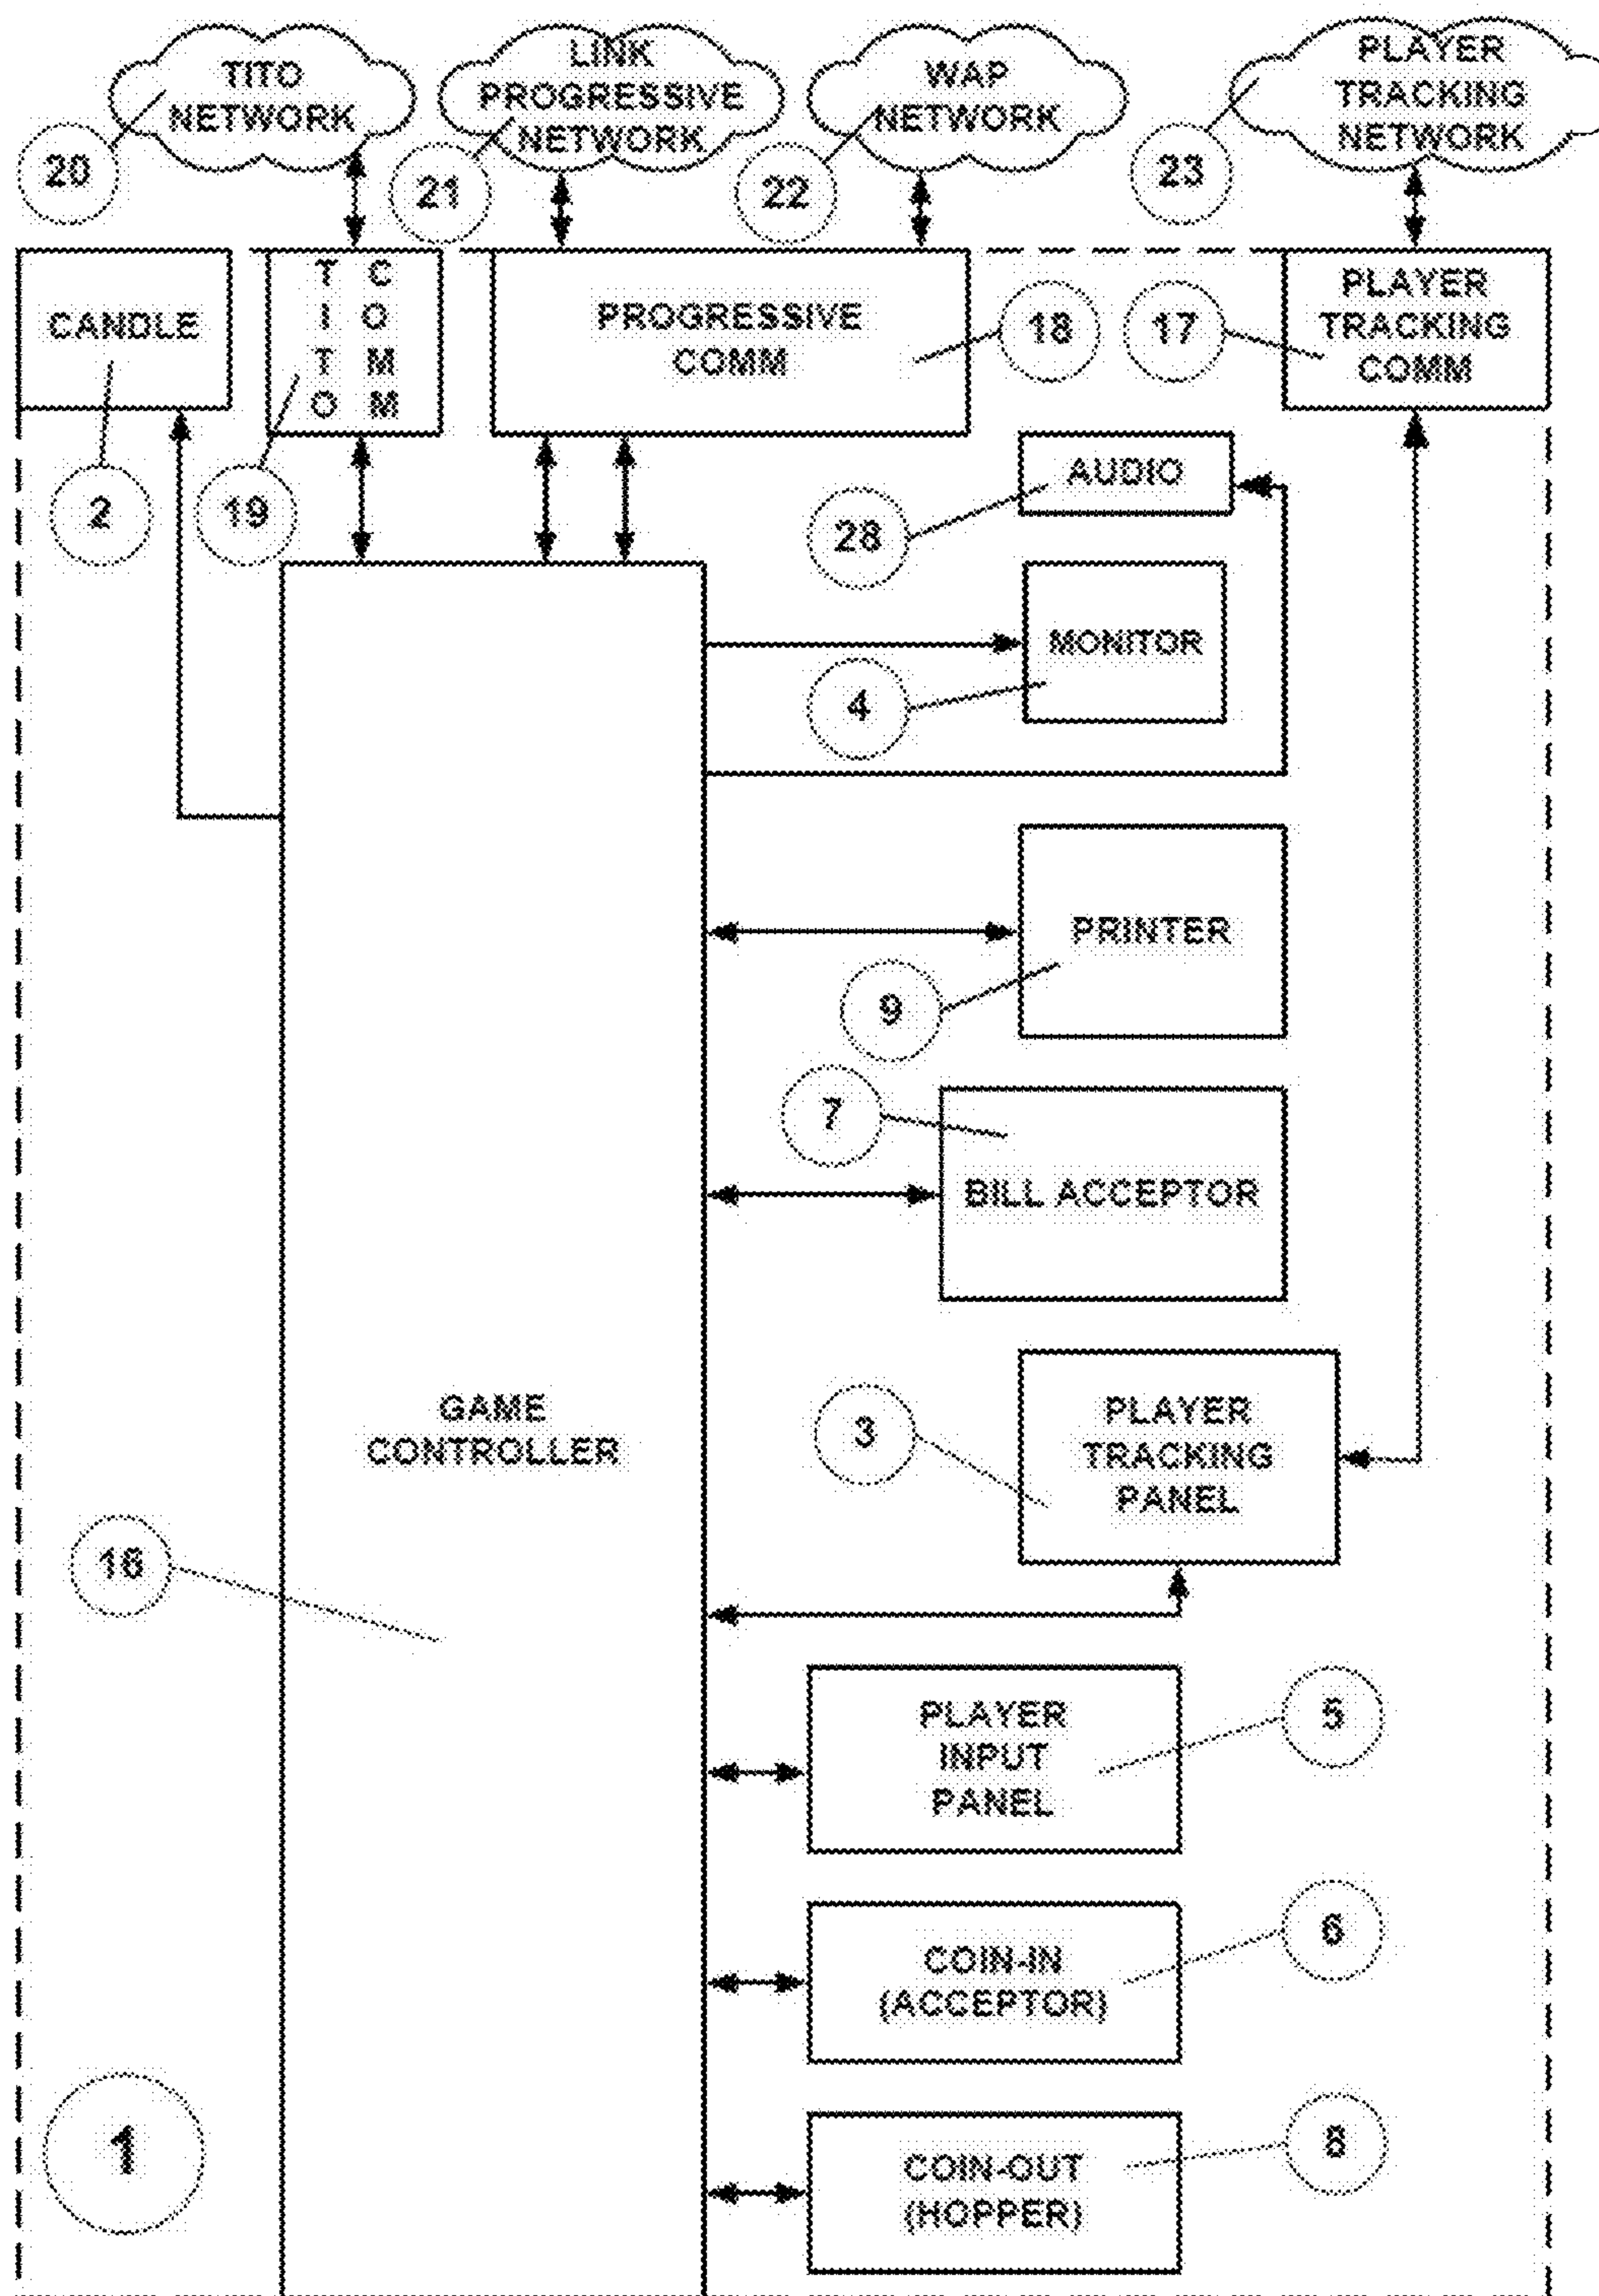 TITO
NETWORK
LINK
PROGRESSIVE
NETWORK
WAP
NETWORK
PLAYER
TRACKING
NETWORK
20
21
22
23
CANDLE
TITO
COMM
PROGRESSIVE
COMM
18
17
PLAYER
TRACKING
COMM
2
19
AUDIO
28
MONITOR
4
PRINTER
9
7
BILL ACCEPTOR
GAME
CONTROLLER
3
PLAYER
TRACKING
PANEL
16
PLAYER
INPUT
PANEL
5
COIN-IN
(ACCEPTOR)
6
1
COIN-OUT
(HOPPER)
8